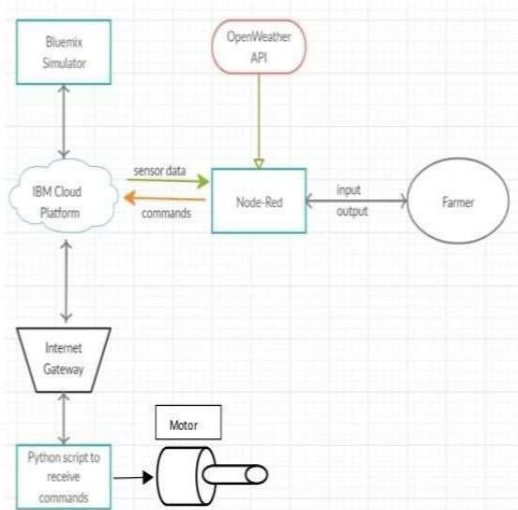 Bluemix
Simulator
OpenWeather
API
IBM Cloud
Platform
sensor data
commands
Node-Red
input
output
Farmer
Internet
Gateway
Motor
Python script to
receive
commands